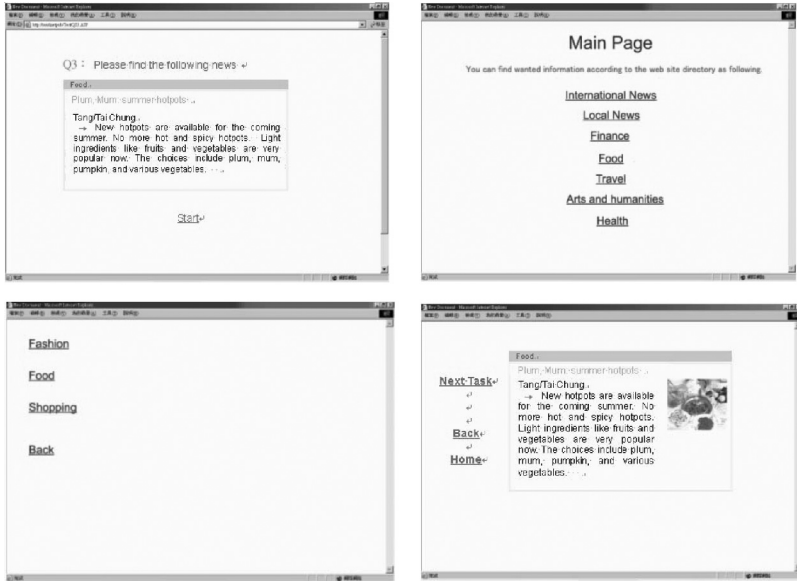 Q3： Please find the following news
Food
Plum, Mum: summer hotpots
Tang/Tai Chung
→ New hotpots are available for the coming
summer. No more hot and spicy hotpots. Light
ingredients like fruits and vegetables are very
popular now. The choices include plum, mum,
pumpkin, and various vegetables.
Start
Main Page
You can find wanted information according to the web site directory as following.
International News
Local News
Finance
Food
Travel
Arts and humanities
Health
Fashion
Food
Shopping
Back
Next Task
Back
Home
Food
Plum, Mum: summer hotpots
Tang/Tai Chung
→ New hotpots are available
for the coming summer. No
more hot and spicy hotpots.
Light ingredients like fruits and
vegetables are very popular
now. The choices include plum,
mum, pumpkin, and various
vegetables.